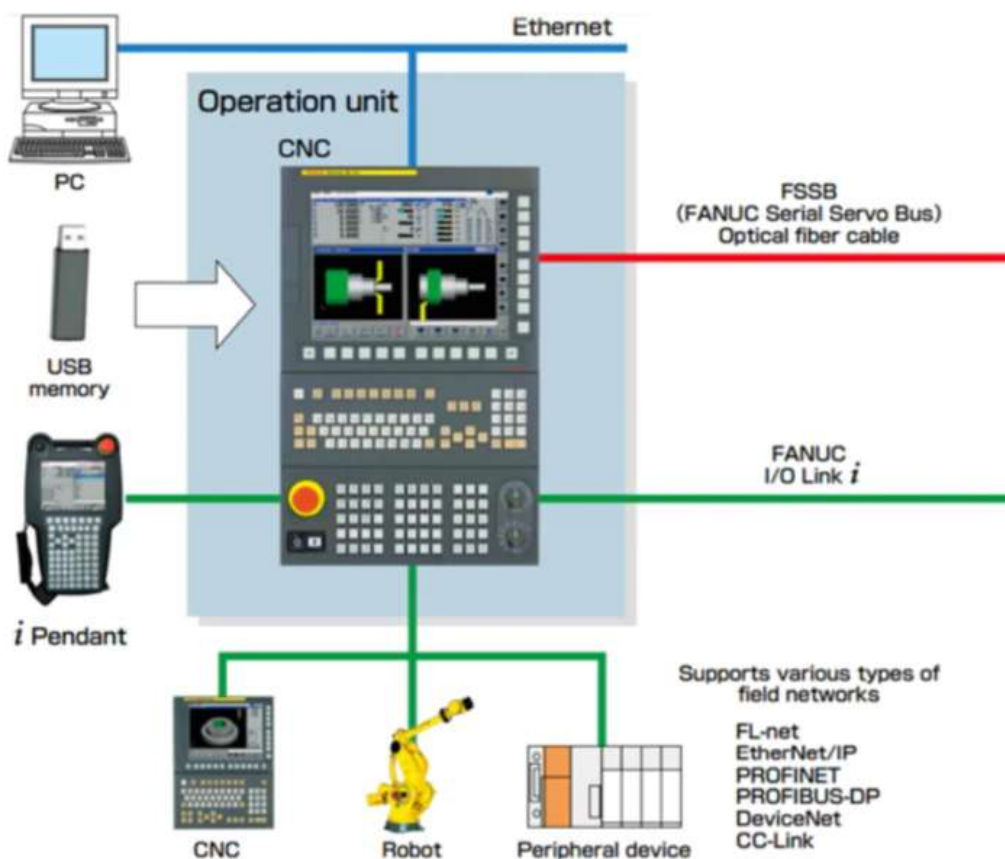 Ethernet
Operation unit
CNC
PC
FSSB
(FANUC Serial Servo Bus)
Optical fiber cable
USB
memory
FANUC
I/O Link i
i Pendant
Supports various types of
field networks
FL-net
EtherNet/IP
PROFINET
PROFIBUS-DP
DeviceNet
CC-Link
CNC
Robot
Peripheral device